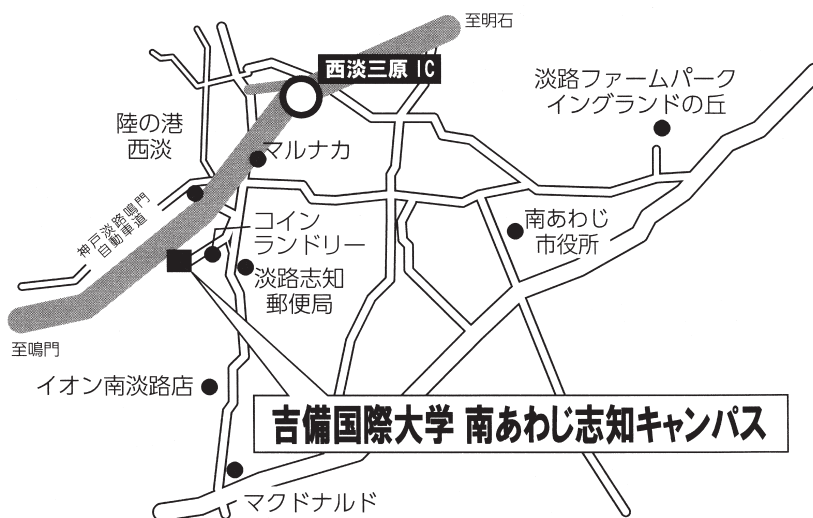 至明石
西淡三原 IC
淡路ファームパーク
イングランドの丘
陸の港
西淡
マルナカ
神戸淡路鳴門
自動車道
コイン
ランドリー
南あわじ
市役所
淡路志知
郵便局
至鳴門
イオン南淡路店
吉備国際大学 南あわじ志知キャンパス
マクドナルド